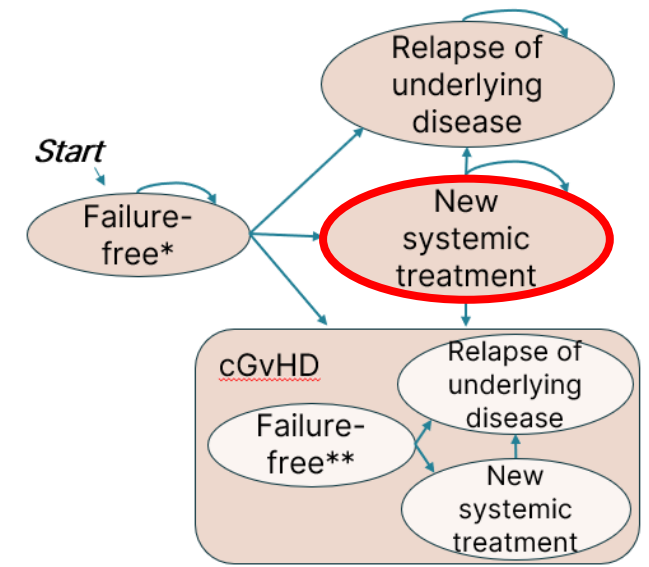 Relapse of
underlying
disease
Start
Failure-
free*
New
systemic
treatment
cGvHD
Relapse of
underlying
disease
Failure-
free**
New
systemic
treatment